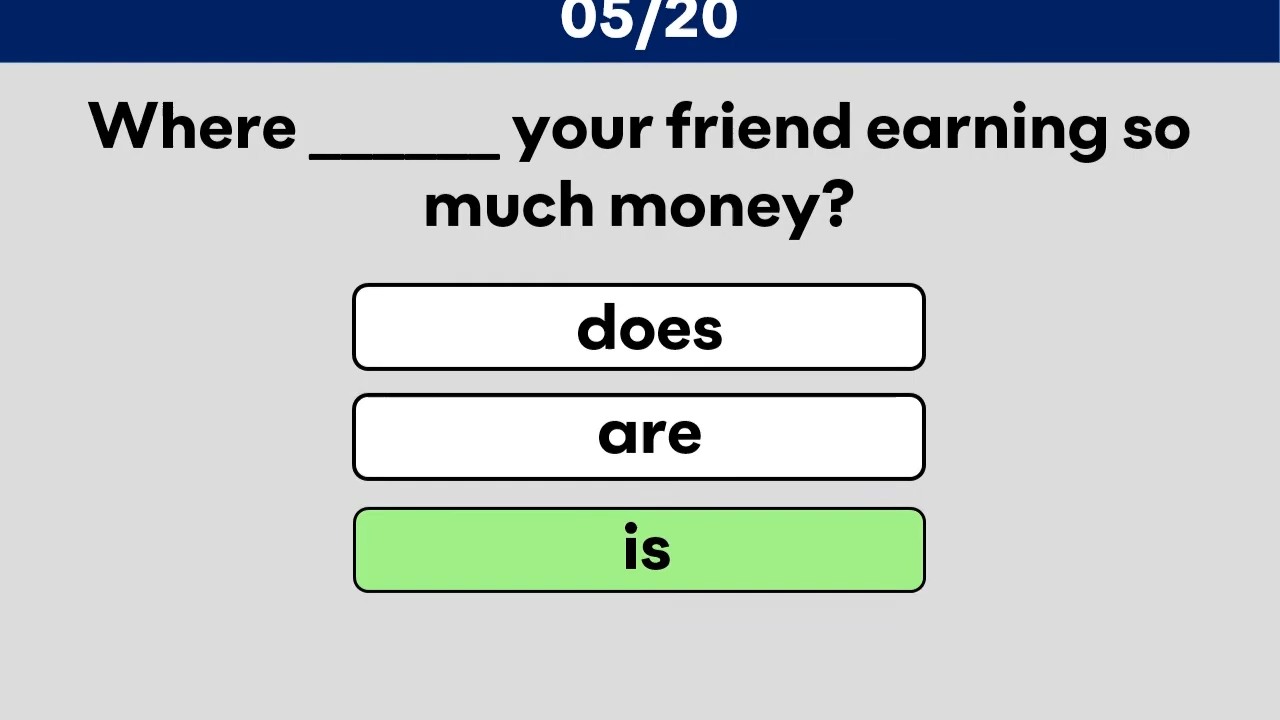 05/20
Where ______ your friend earning so
much money?
does
are
is